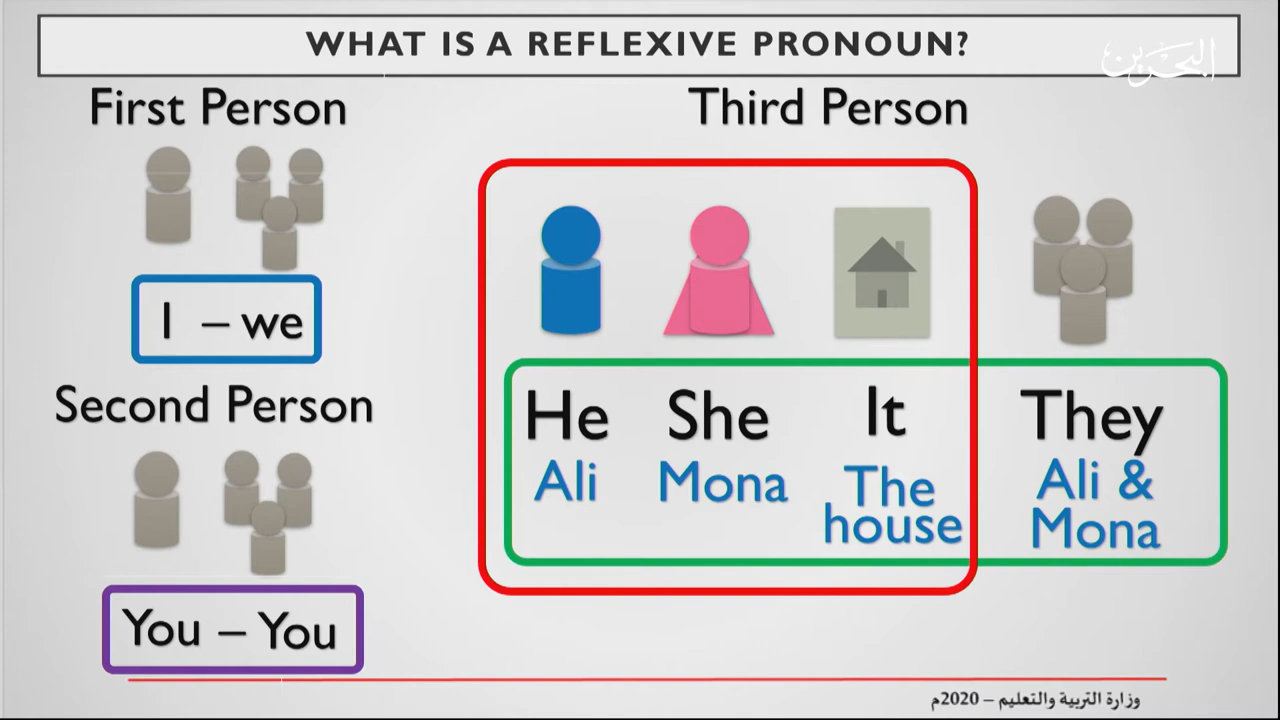 WHAT IS A REFLEXIVE PRONOUN?
البحرين
First Person
I – we
Second Person
You – You
Third Person
He She It They
Ali Mona The house Ali & Mona
وزارة التربية والتعليم – 2020م